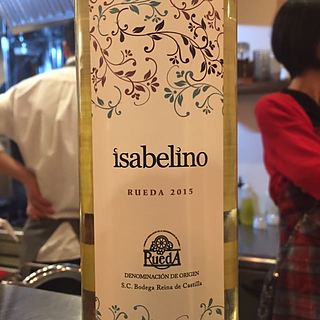 isabelino
RUEDA 2015
RuedA
DENOMINACIÓN DE ORIGEN
S.C. Bodega Reina de Castilla